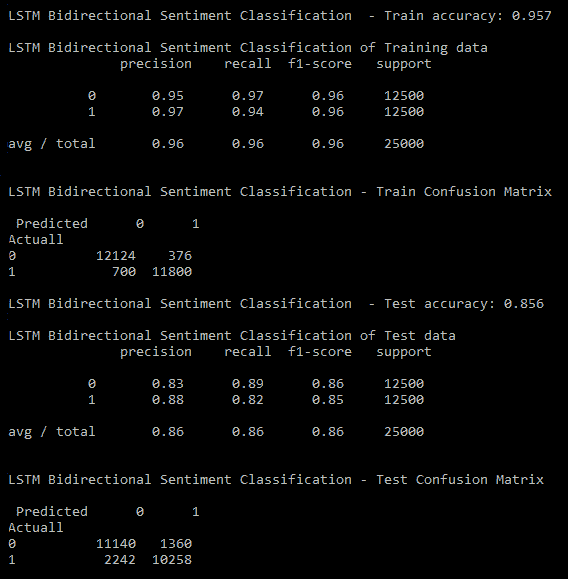 LSTM Bidirectional Sentiment Classification  - Train accuracy: 0.957
LSTM Bidirectional Sentiment Classification of Training data
              precision    recall  f1-score   support
          0       0.95      0.97      0.96     12500
          1       0.97      0.94      0.96     12500
avg / total       0.96      0.96      0.96     25000
LSTM Bidirectional Sentiment Classification - Train Confusion Matrix
 Predicted      0      1
Actuall
0          12124    376
1            700  11800
LSTM Bidirectional Sentiment Classification  - Test accuracy: 0.856
LSTM Bidirectional Sentiment Classification of Test data
              precision    recall  f1-score   support
          0       0.83      0.89      0.86     12500
          1       0.88      0.82      0.85     12500
avg / total       0.86      0.86      0.86     25000
LSTM Bidirectional Sentiment Classification - Test Confusion Matrix
 Predicted      0      1
Actuall
0          11140   1360
1           2242  10258